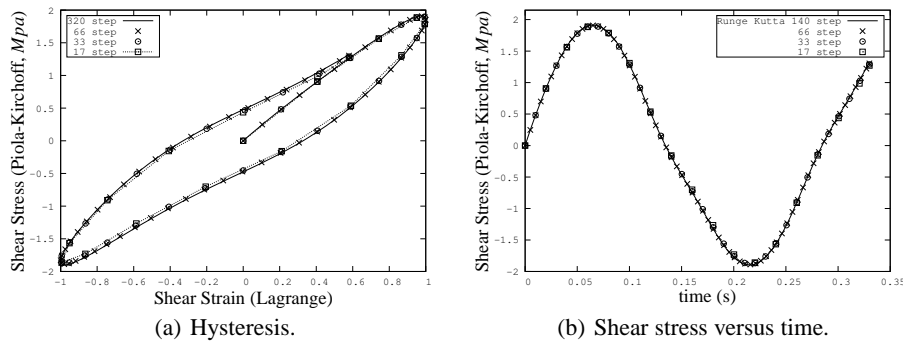 Shear Stress (Piola-Kirchoff, Mpa)
2
1.5
1
0.5
0
-0.5
-1
-1.5
-2
320 step
66 step
33 step
17 step
-1 -0.8 -0.6 -0.4 -0.2 0 0.2 0.4 0.6 0.8 1
Shear Strain (Lagrange)
(a) Hysteresis.
Shear Stress (Piola-Kirchoff, Mpa)
2
1.5
1
0.5
0
-0.5
-1
-1.5
-2
Runge Kutta 140 step
66 step
33 step
17 step
0 0.05 0.1 0.15 0.2 0.25 0.3 0.35
time (s)
(b) Shear stress versus time.